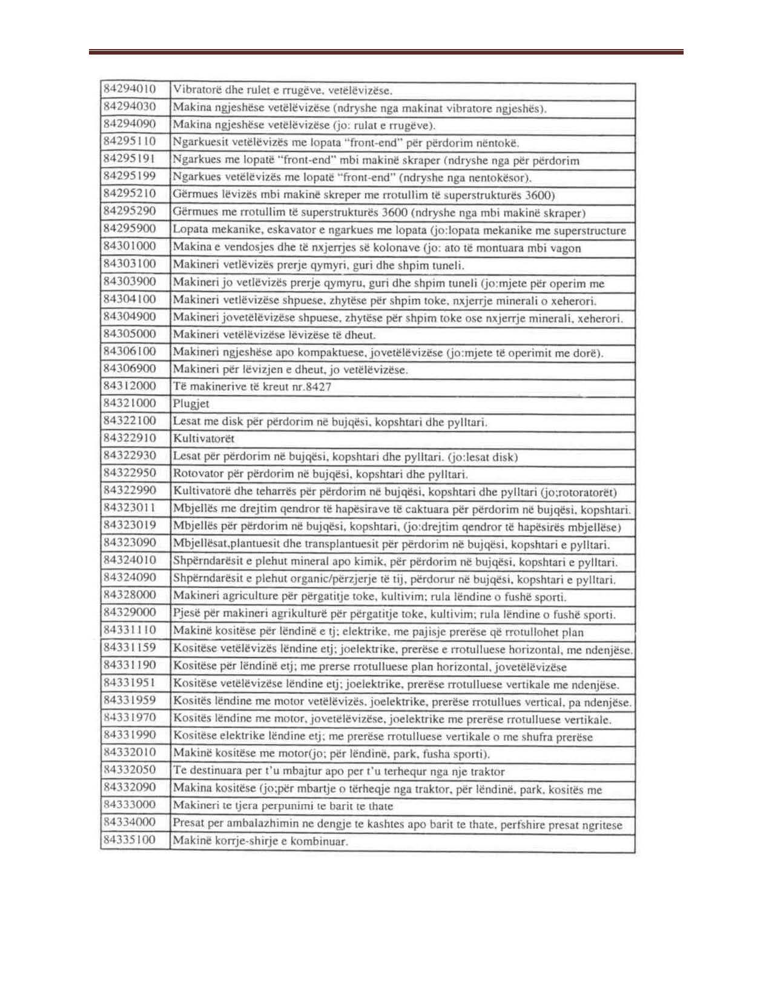 84294010 Vibratorë dhe rulet e rrugëve, vetëlëvizëse.
84294030 Makina ngjeshëse vetëlëvizëse (ndryshe nga makinat vibratore ngjeshës).
84294090 Makina ngjeshëse vetëlëvizëse (jo: rulat e rrugëve).
84295110 Ngarkuesit vetëlëvizës me lopata “front-end” për përdorim nëntokë.
84295191 Ngarkues me lopatë “front-end” mbi makinë skraper (ndryshe nga për përdorim
84295199 Ngarkues vetëlëvizës me lopatë “front-end” (ndryshe nga nentokësor).
84295210 Gërmues lëvizës mbi makinë skreper me rrotullim të superstrukturës 3600)
84295290 Gërmues me rrotullim të superstrukturës 3600 (ndryshe nga mbi makinë skraper)
84295900 Lopata mekanike, eskavator e ngarkues me lopata (jo:lopata mekanike me superstructure
84301000 Makina e vendosjes dhe të nxjerrjes së kolonave (jo: ato të montuara mbi vagon
84303100 Makineri vetlëvizës prerje qymyri, guri dhe shpim tuneli.
84303900 Makineri jo vetlëvizës prerje qymyru, guri dhe shpim tuneli (jo:mjete për operim me
84304100 Makineri vetlëvizëse shpuese, zhytëse për shpim toke, nxjerrje minerali o xeherori.
84304900 Makineri jovetëlëvizëse shpuese, zhytëse për shpim toke ose nxjerrje minerali, xeherori.
84305000 Makineri vetëlëvizëse lëvizëse të dheut.
84306100 Makineri ngjeshëse apo kompaktuese, jovetëlëvizëse (jo:mjete të operimit me dorë).
84306900 Makineri për lëvizjen e dheut, jo vetëlëvizëse.
84312000 Të makinerive të kreut nr.8427
84321000 Plugjet
84322100 Lesat me disk për përdorim në bujqësi, kopshtari dhe pylltari.
84322910 Kultivatorët
84322930 Lesat për përdorim në bujqësi, kopshtari dhe pylltari. (jo:lesat disk)
84322950 Rotovator për përdorim në bujqësi, kopshtari dhe pylltari.
84322990 Kultivatorë dhe teharrës për përdorim në bujqësi, kopshtari dhe pylltari (jo;rotoratorët)
84323011 Mbjellës me drejtim qendror të hapësirave të caktuara për përdorim në bujqësi, kopshtari.
84323019 Mbjellës për përdorim në bujqësi, kopshtari, (jo:drejtim qendror të hapësirës mbjellëse)
84323090 Mbjellësat,plantuesit dhe transplantuesit për përdorim në bujqësi, kopshtari e pylltari.
84324010 Shpërndarësit e plehut mineral apo kimik, për përdorim në bujqësi, kopshtari e pylltari.
84324090 Shpërndarësit e plehut organic/përzjerje të tij, përdorur në bujqësi, kopshtari e pylltari.
84328000 Makineri agriculture për përgatitje toke, kultivim; rula lëndine o fushë sporti.
84329000 Pjesë për makineri agrikulturë për përgatitje toke, kultivim; rula lëndine o fushë sporti.
84331110 Makinë kositëse për lëndinë e tj; elektrike, me pajisje prerëse që rrotullohet plan
84331159 Kositëse vetëlëvizës lëndine etj; joelektrike, prerëse e rrotulluese horizontal, me ndenjëse.
84331190 Kositëse për lëndinë etj; me prerse rrotulluese plan horizontal, jovetëlëvizëse
84331951 Kositëse vetëlëvizëse lëndine etj; joelektrike, prerëse rrotulluese vertikale me ndenjëse.
84331959 Kositës lëndine me motor vetëlëvizës, joelektrike, prerëse rrotullues vertical, pa ndenjëse.
84331970 Kositës lëndine me motor, jovetëlëvizëse, joelektrike me prerëse rrotulluese vertikale.
84331990 Kositëse elektrike lëndine etj; me prerëse rrotulluese vertikale o me shufra prerëse
84332010 Makinë kositëse me motor(jo; për lëndinë, park, fusha sporti).
84332050 Te destinuara per t’u mbajtur apo per t’u terhequr nga nje traktor
84332090 Makina kositëse (jo;për mbartje o tërheqje nga traktor, për lëndinë, park, kositës me
84333000 Makineri te tjera perpunimi te barit te thate
84334000 Presat per ambalazhimin ne dengje te kashtes apo barit te thate, perfshire presat ngritese
84335100 Makinë korrje-shirje e kombinuar.